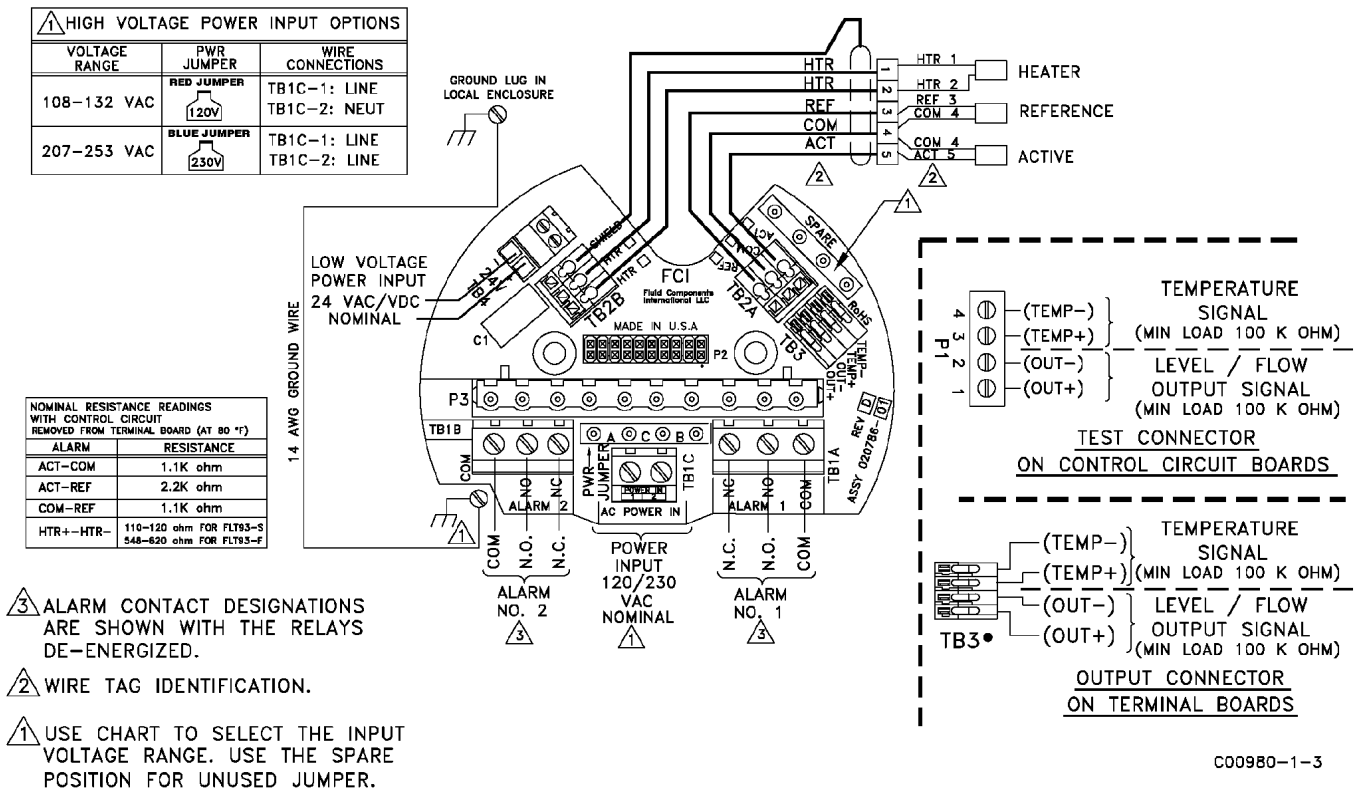 1 HIGH VOLTAGE POWER INPUT OPTIONS
VOLTAGE RANGE PWR JUMPER WIRE CONNECTIONS
108-132 VAC RED JUMPER 120V TB1C-1: LINE
TB1C-2: NEUT
207-253 VAC BLUE JUMPER 230V TB1C-1: LINE
TB1C-2: LINE
GROUND LUG IN
LOCAL ENCLOSURE
14 AWG GROUND WIRE
HTR 1 HTR 1
HTR 2 HTR 2
HEATER
REF 3 REF 3
COM 4 COM 4
REFERENCE
ACT 5 COM 4
ACT 5
ACTIVE
2
2
1
LOW VOLTAGE
POWER INPUT
24 VAC/VDC
NOMINAL
24V
TB4
C1
SHIELD
HTR
HTR
TB2B
FCI
Fluid Components
International LLC
MADE IN U.S.A
P2
ACT
COM
REF
TB2A
SPARE
RoHS
TB3
TEMP-
TEMP+
OUT-
OUT+
P3
TB1B
COM
NO
NC
ALARM 2
A C B
PWR
JUMPER
TB1C
POWER IN
1 2
AC POWER IN
NC
NO
COM
ALARM 1
TB1A
ASSY 020786-01
REV D
1
COM
N.O.
N.C.
ALARM
NO. 2
3
POWER
INPUT
120/230
VAC
NOMINAL
1
N.C.
N.O.
COM
ALARM
NO. 1
3
NOMINAL RESISTANCE READINGS
WITH CONTROL CIRCUIT
REMOVED FROM TERMINAL BOARD (AT 80 °F)
ALARM RESISTANCE
ACT-COM 1.1K ohm
ACT-REF 2.2K ohm
COM-REF 1.1K ohm
HTR+-HTR- 110-120 ohm FOR FLT93-S
548-620 ohm FOR FLT93-F
3 ALARM CONTACT DESIGNATIONS
ARE SHOWN WITH THE RELAYS
DE-ENERGIZED.
2 WIRE TAG IDENTIFICATION.
1 USE CHART TO SELECT THE INPUT
VOLTAGE RANGE. USE THE SPARE
POSITION FOR UNUSED JUMPER.
P1
4 (TEMP-)
3 (TEMP+)
2 (OUT-)
1 (OUT+)
TEMPERATURE
SIGNAL
(MIN LOAD 100 K OHM)
LEVEL / FLOW
OUTPUT SIGNAL
(MIN LOAD 100 K OHM)
TEST CONNECTOR
ON CONTROL CIRCUIT BOARDS
(TEMP-)
(TEMP+)
(OUT-)
(OUT+)
TB3•
TEMPERATURE
SIGNAL
(MIN LOAD 100 K OHM)
LEVEL / FLOW
OUTPUT SIGNAL
(MIN LOAD 100 K OHM)
OUTPUT CONNECTOR
ON TERMINAL BOARDS
C00980-1-3